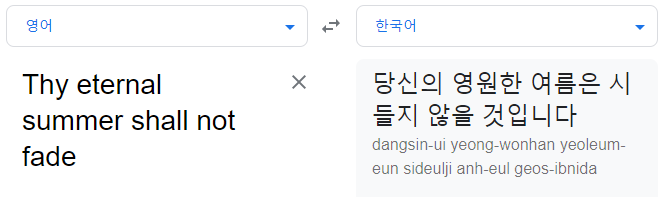 영어
한국어
Thy eternal
summer shall not
fade
당신의 영원한 여름은 시
들지 않을 것입니다
dangsin-ui yeong-wonhan yeoleum-
eun sideulji anh-eul geos-ibnida